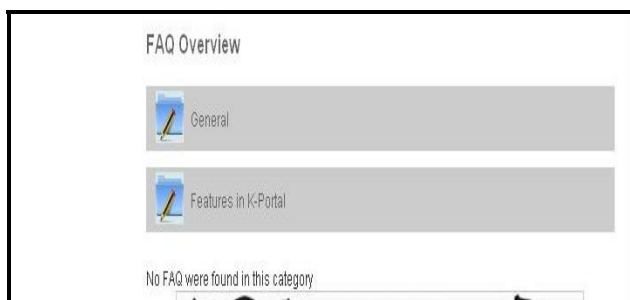 FAQ Overview
General
Features in K-Portal
No FAQ were found in this category